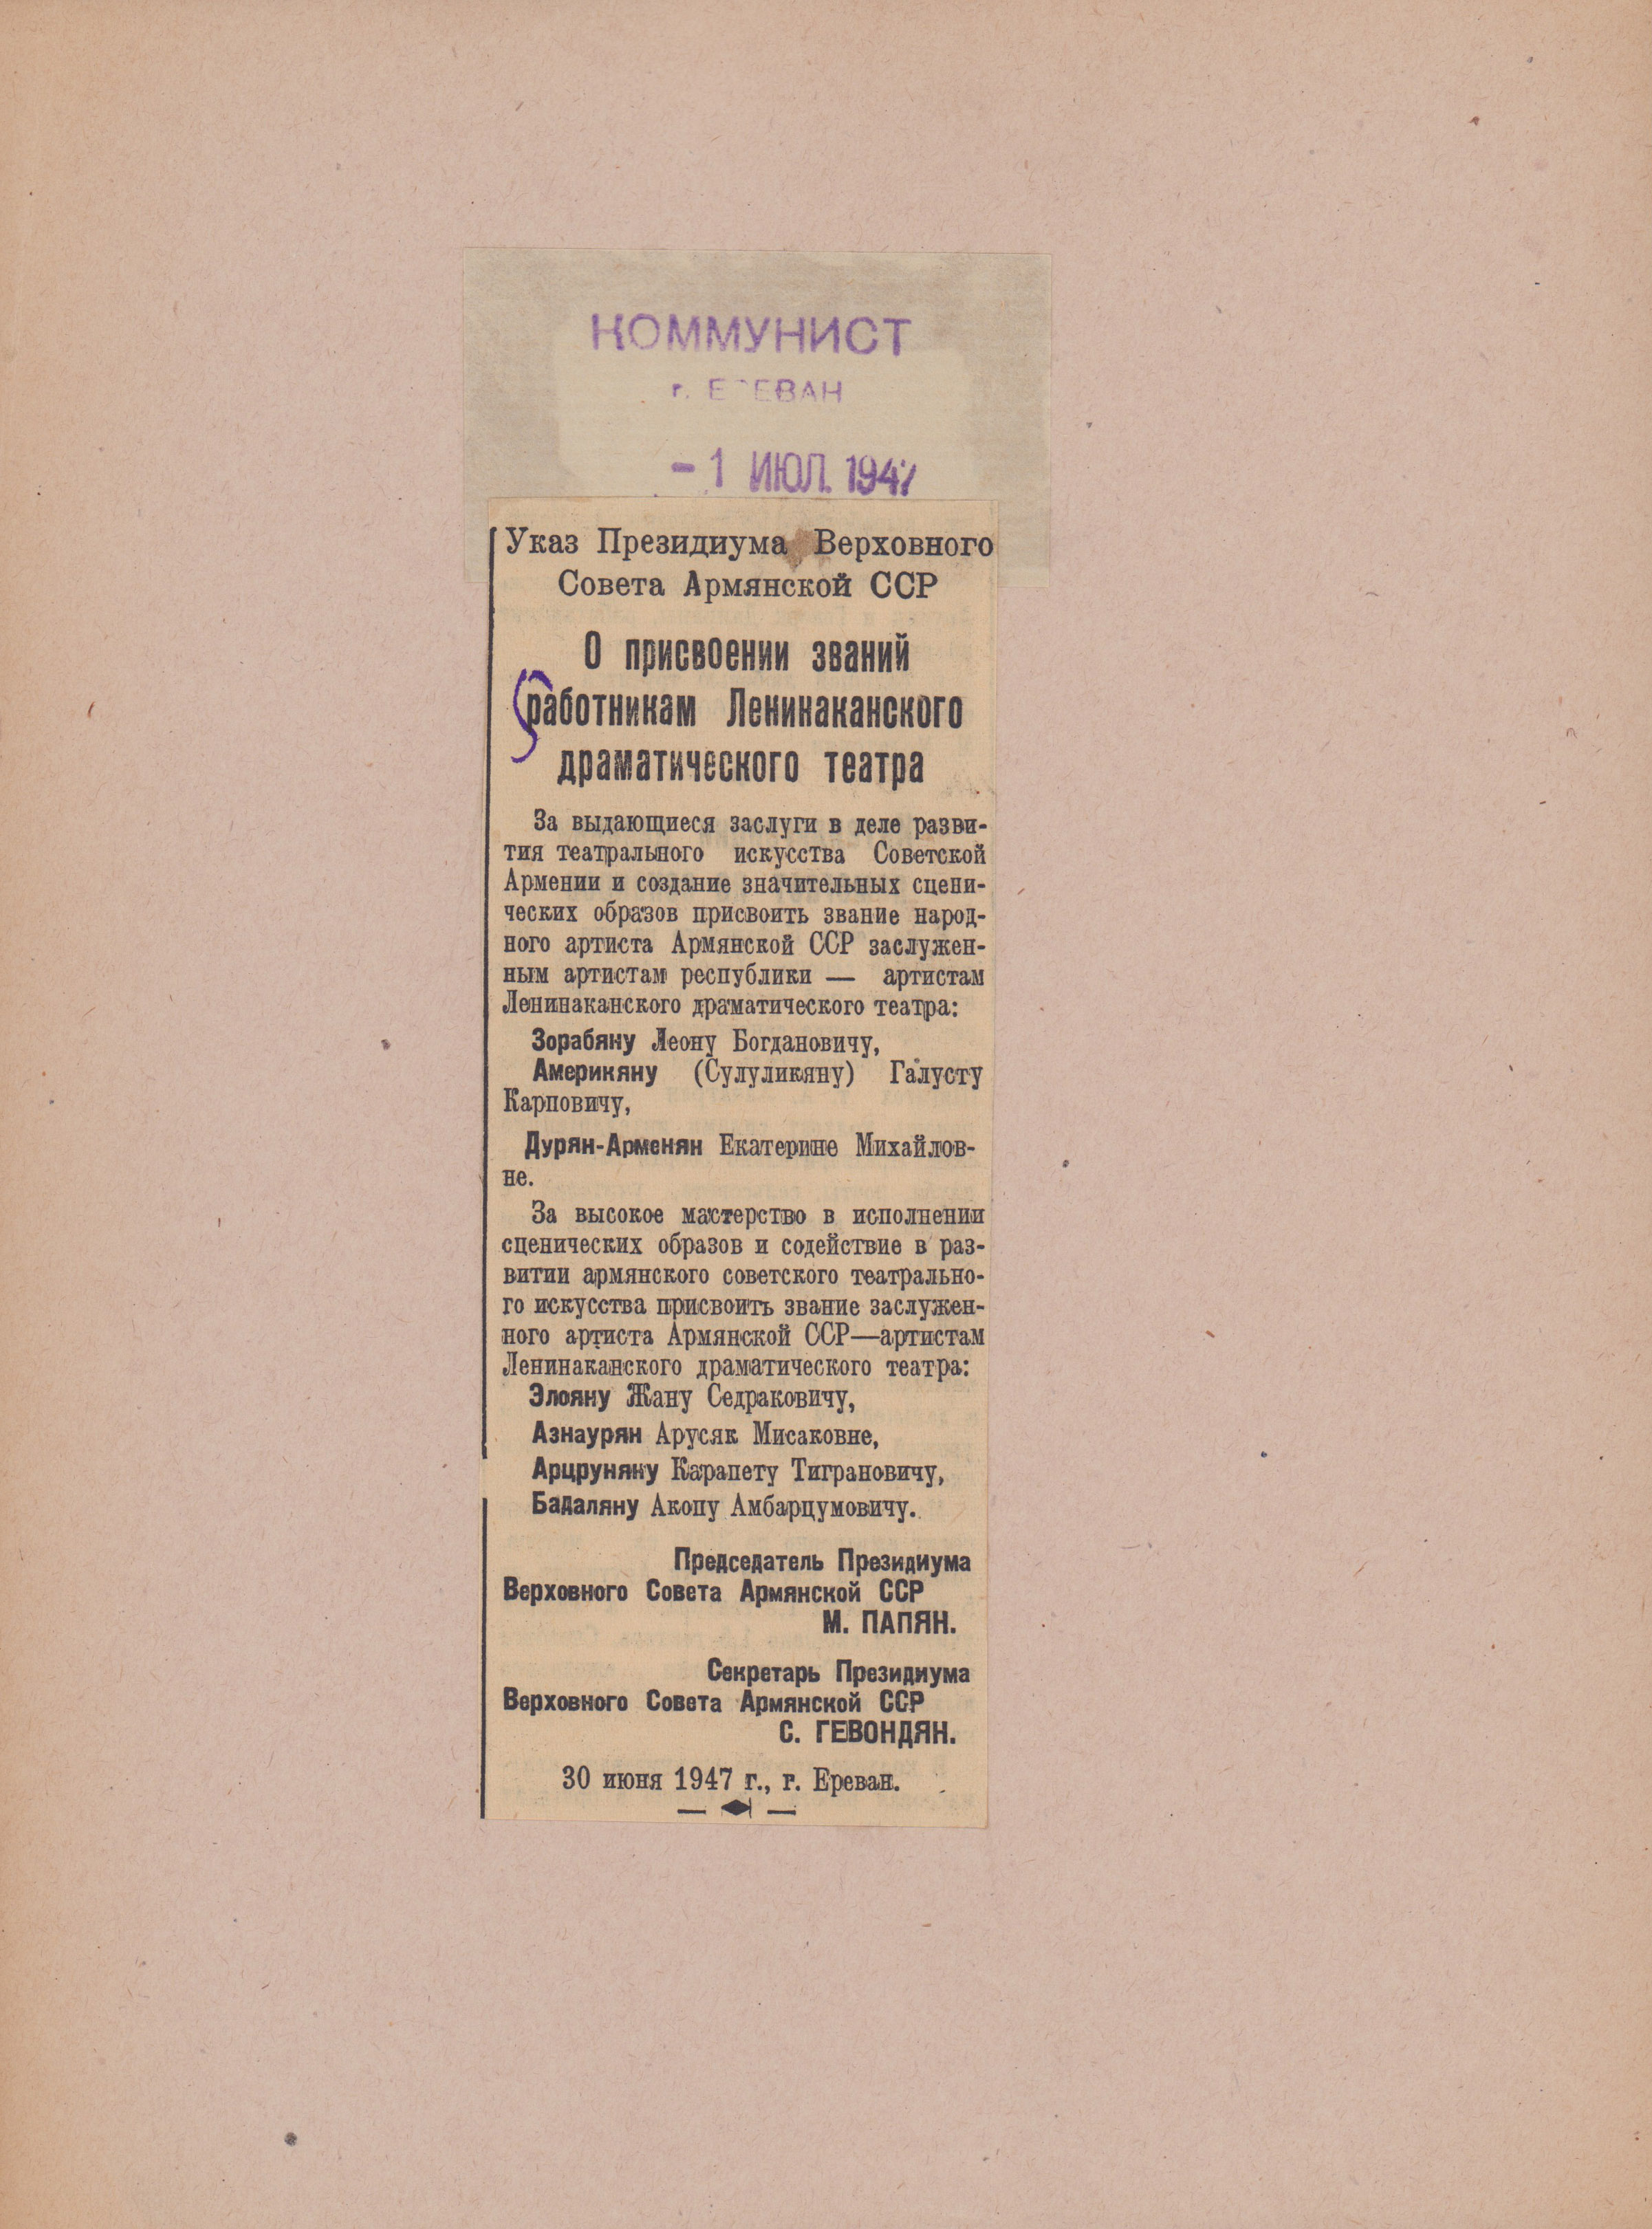 КОММУНИСТ
г. ЕРЕВАН
- 1 ИЮЛ. 1947
Указ Президиума Верховного
Совета Армянской ССР
О присвоении званий
работникам Ленинаканского
драматического театра
За выдающиеся заслуги в деле разви-
тия театрального искусства Советской
Армении и создание значительных сцени-
ческих образов присвоить звание народ-
ного артиста Армянской ССР заслужен-
ным артистам республики — артистам
Ленинаканского драматического театра:
Зорабяну Леону Богдановичу,
Америкяну (Сулуликяну) Галусту
Карповичу,
Дурян-Арменян Екатерине Михайлов-
не.
За высокое мастерство в исполнении
сценических образов и содействие в раз-
витии армянского советского театрально-
го искусства присвоить звание заслужен-
ного артиста Армянской ССР—артистам
Ленинаканского драматического театра:
Элояну Жану Седраковичу,
Азнаурян Арусяк Мисаковне,
Арцруняну Карапету Тиграновичу,
Бадаляну Акопу Амбарцумовичу.
Председатель Президиума
Верховного Совета Армянской ССР
М. ПАПЯН.
Секретарь Президиума
Верховного Совета Армянской ССР
С. ГЕВОНДЯН.
30 июня 1947 г., г. Ереван.